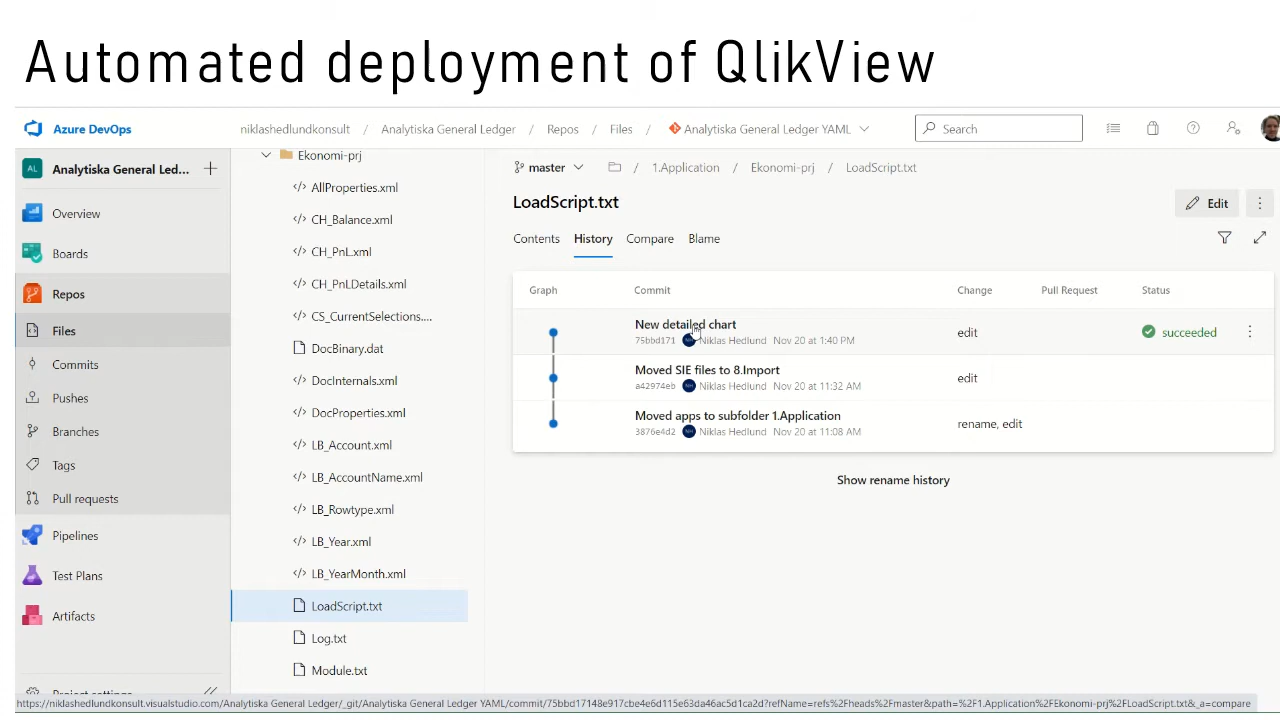 Automated deployment of QlikView
Azure DevOps
niklashedlundkonsult / Analytiska General Ledger / Repos / Files / Analytiska General Ledger YAML
Search
AL
Analytiska General Led...
Overview
Boards
Repos
Files
Commits
Pushes
Branches
Tags
Pull requests
Pipelines
Test Plans
Artifacts
Project settings
Ekonomi-prj
AllProperties.xml
CH_Balance.xml
CH_PnL.xml
CH_PnLDetails.xml
CS_CurrentSelections....
DocBinary.dat
DocInternals.xml
DocProperties.xml
LB_Account.xml
LB_AccountName.xml
LB_Rowtype.xml
LB_Year.xml
LB_YearMonth.xml
LoadScript.txt
Log.txt
Module.txt
master / 1.Application / Ekonomi-prj / LoadScript.txt
LoadScript.txt
Edit
Contents History Compare Blame
Graph Commit Change Pull Request Status
New detailed chart
75bbd171 NH Niklas Hedlund Nov 20 at 1:40 PM
edit
succeeded
Moved SIE files to 8.Import
a42974eb NH Niklas Hedlund Nov 20 at 11:32 AM
edit
Moved apps to subfolder 1.Application
3876e4d2 NH Niklas Hedlund Nov 20 at 11:08 AM
rename, edit
Show rename history
https://niklashedlundkonsult.visualstudio.com/Analytiska General Ledger/_git/Analytiska General Ledger YAML/commit/75bbd17148e917cbe4e6d115e63da46ac5d1ca2d?refName=refs%2Fheads%2Fmaster&path=%2F1.Application%2FEkonomi-prj%2FLoadScript.txt&_a=compare